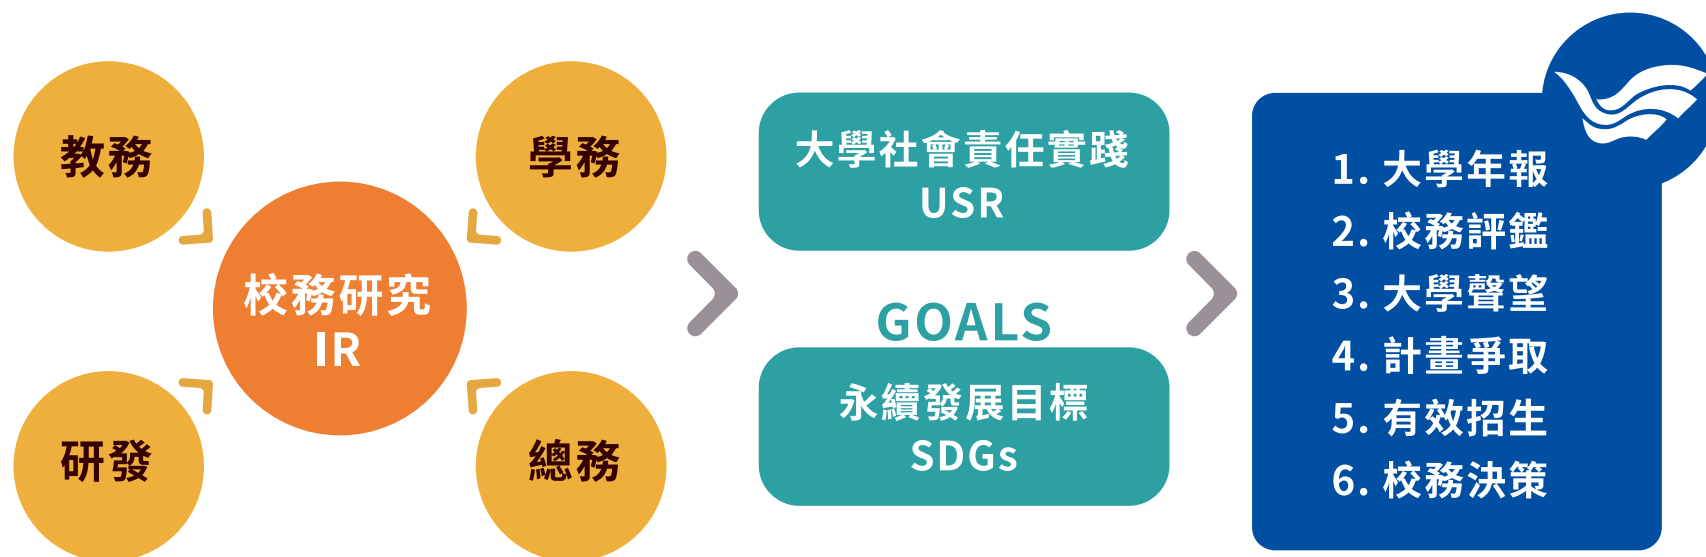 教務
學務
校務研究
IR
研發
總務
大學社會責任實踐
USR
GOALS
永續發展目標
SDGs
1. 大學年報
2. 校務評鑑
3. 大學聲望
4. 計畫爭取
5. 有效招生
6. 校務決策